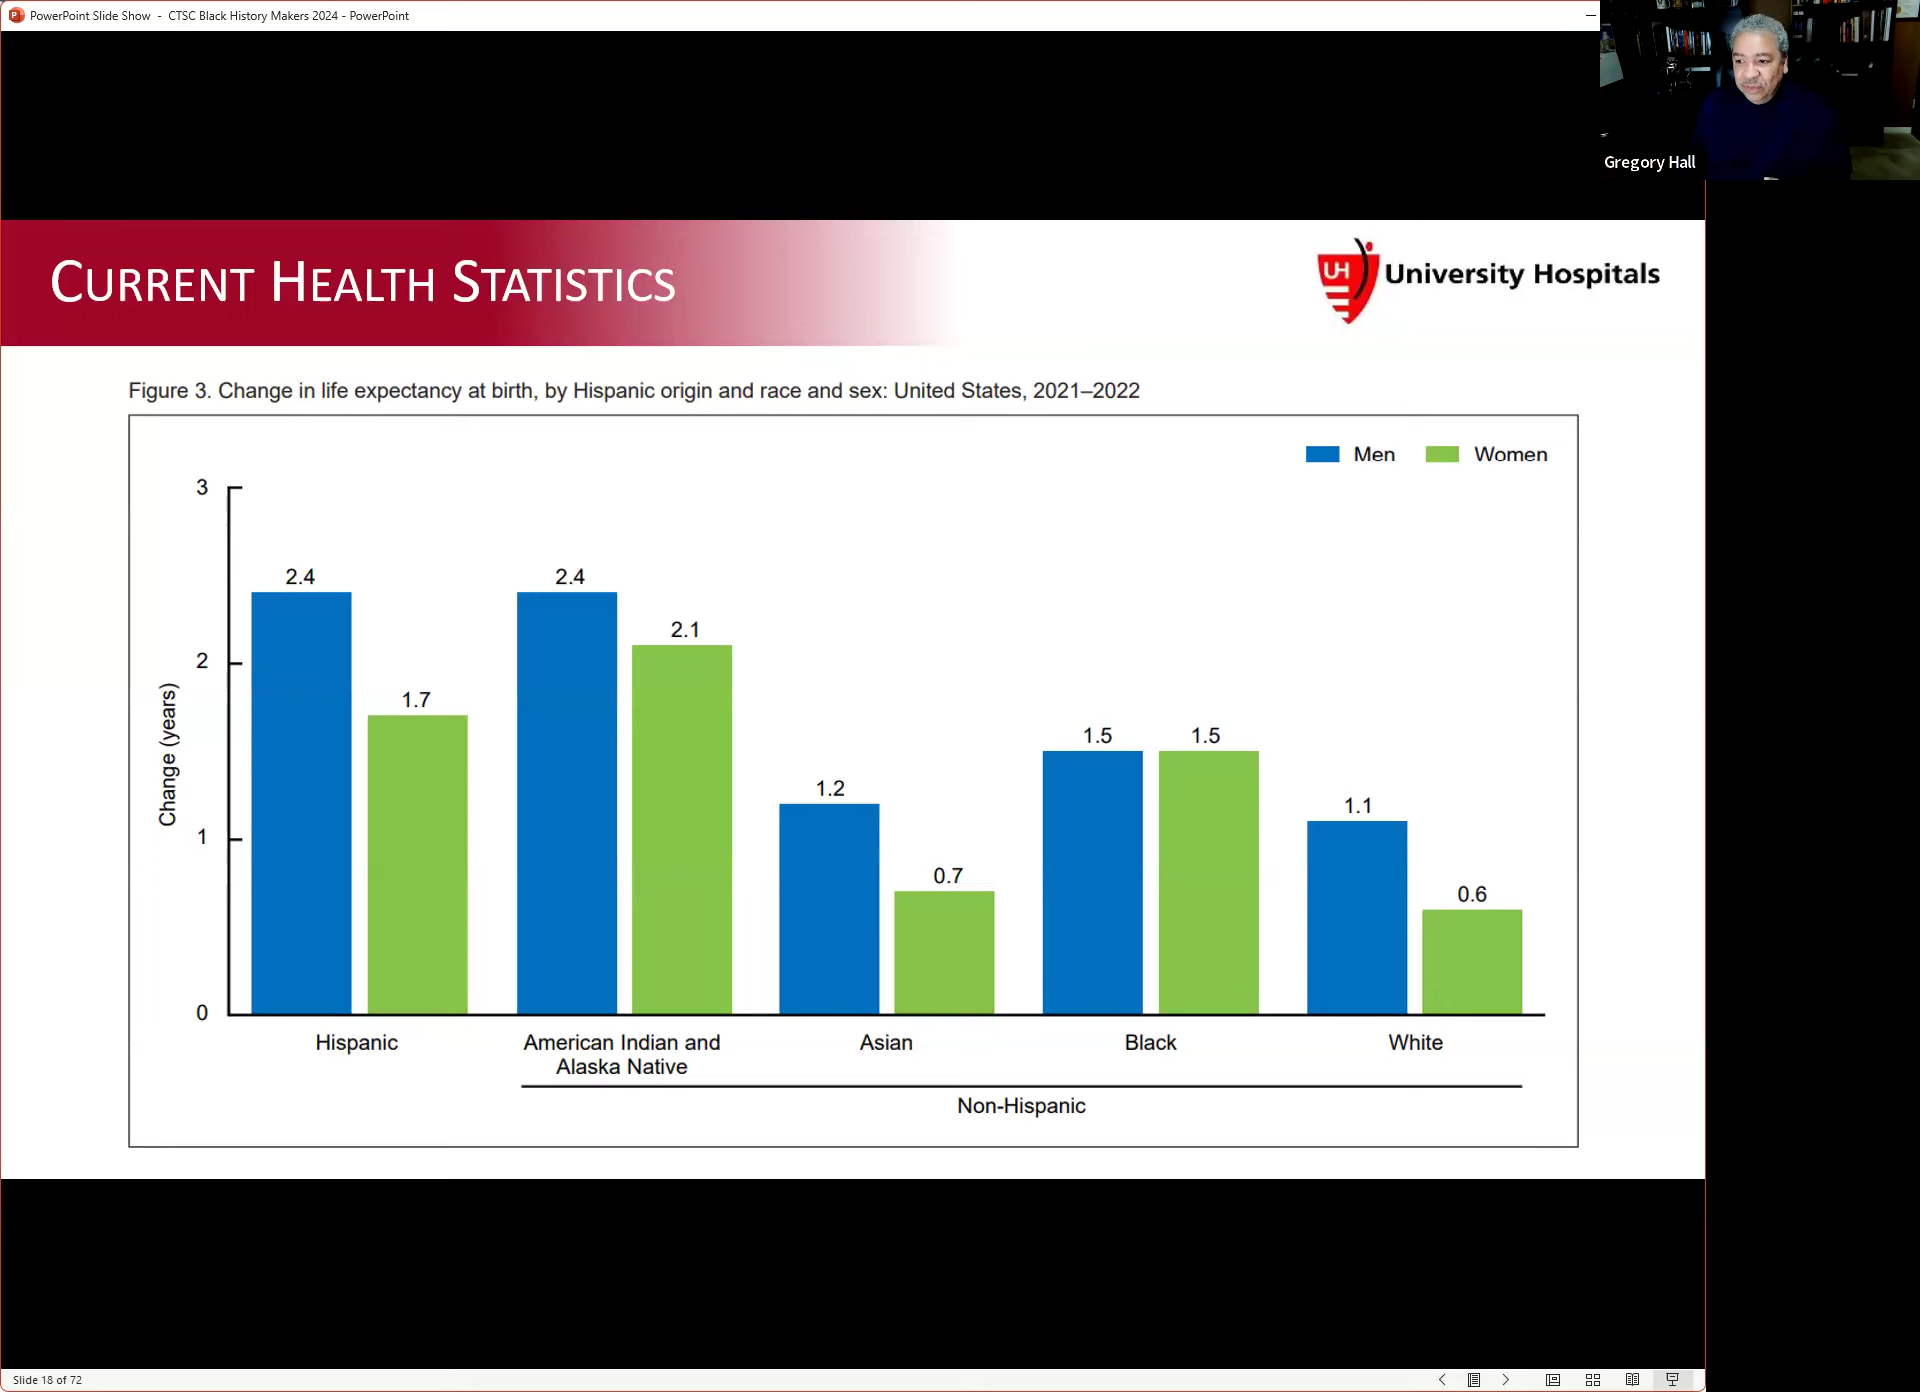 PowerPoint Slide Show - CTSC Black History Makers 2024 - PowerPoint
Gregory Hall
CURRENT HEALTH STATISTICS
UH University Hospitals
Figure 3. Change in life expectancy at birth, by Hispanic origin and race and sex: United States, 2021–2022
Men Women
3
2
1
0
Change (years)
2.4
1.7
2.4
2.1
1.2
0.7
1.5
1.5
1.1
0.6
Hispanic
American Indian and
Alaska Native
Asian
Black
White
Non-Hispanic
Slide 18 of 72